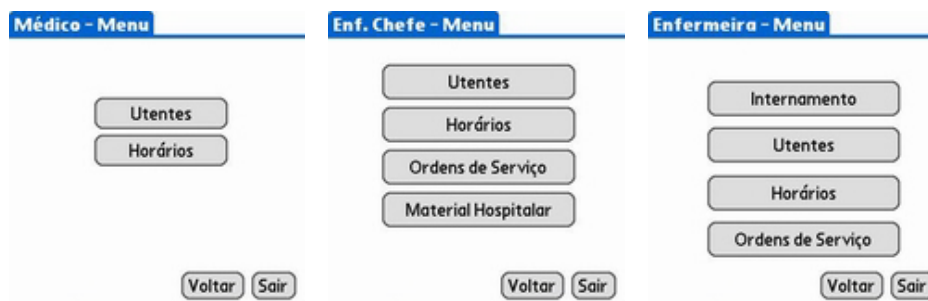 Médico - Menu
Utentes
Horários
Voltar Sair
Enf. Chefe - Menu
Utentes
Horários
Ordens de Serviço
Material Hospitalar
Voltar Sair
Enfermeira - Menu
Internamento
Utentes
Horários
Ordens de Serviço
Voltar Sair